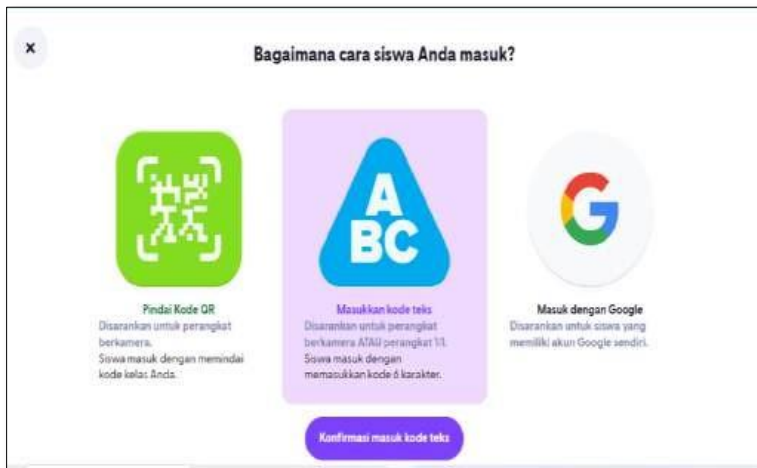 ×
Bagaimana cara siswa Anda masuk?
A
BC
G
Pindai Kode QR
Disarankan untuk perangkat
berkamera.
Siswa masuk dengan memindai
kode kelas Anda.
Masukkan kode teks
Disarankan untuk perangkat
berkamera ATAU perangkat 1:1.
Siswa masuk dengan
memasukkan kode 6 karakter.
Masuk dengan Google
Disarankan untuk siswa yang
memiliki akun Google sendiri.
Konfirmasi masuk kode teks